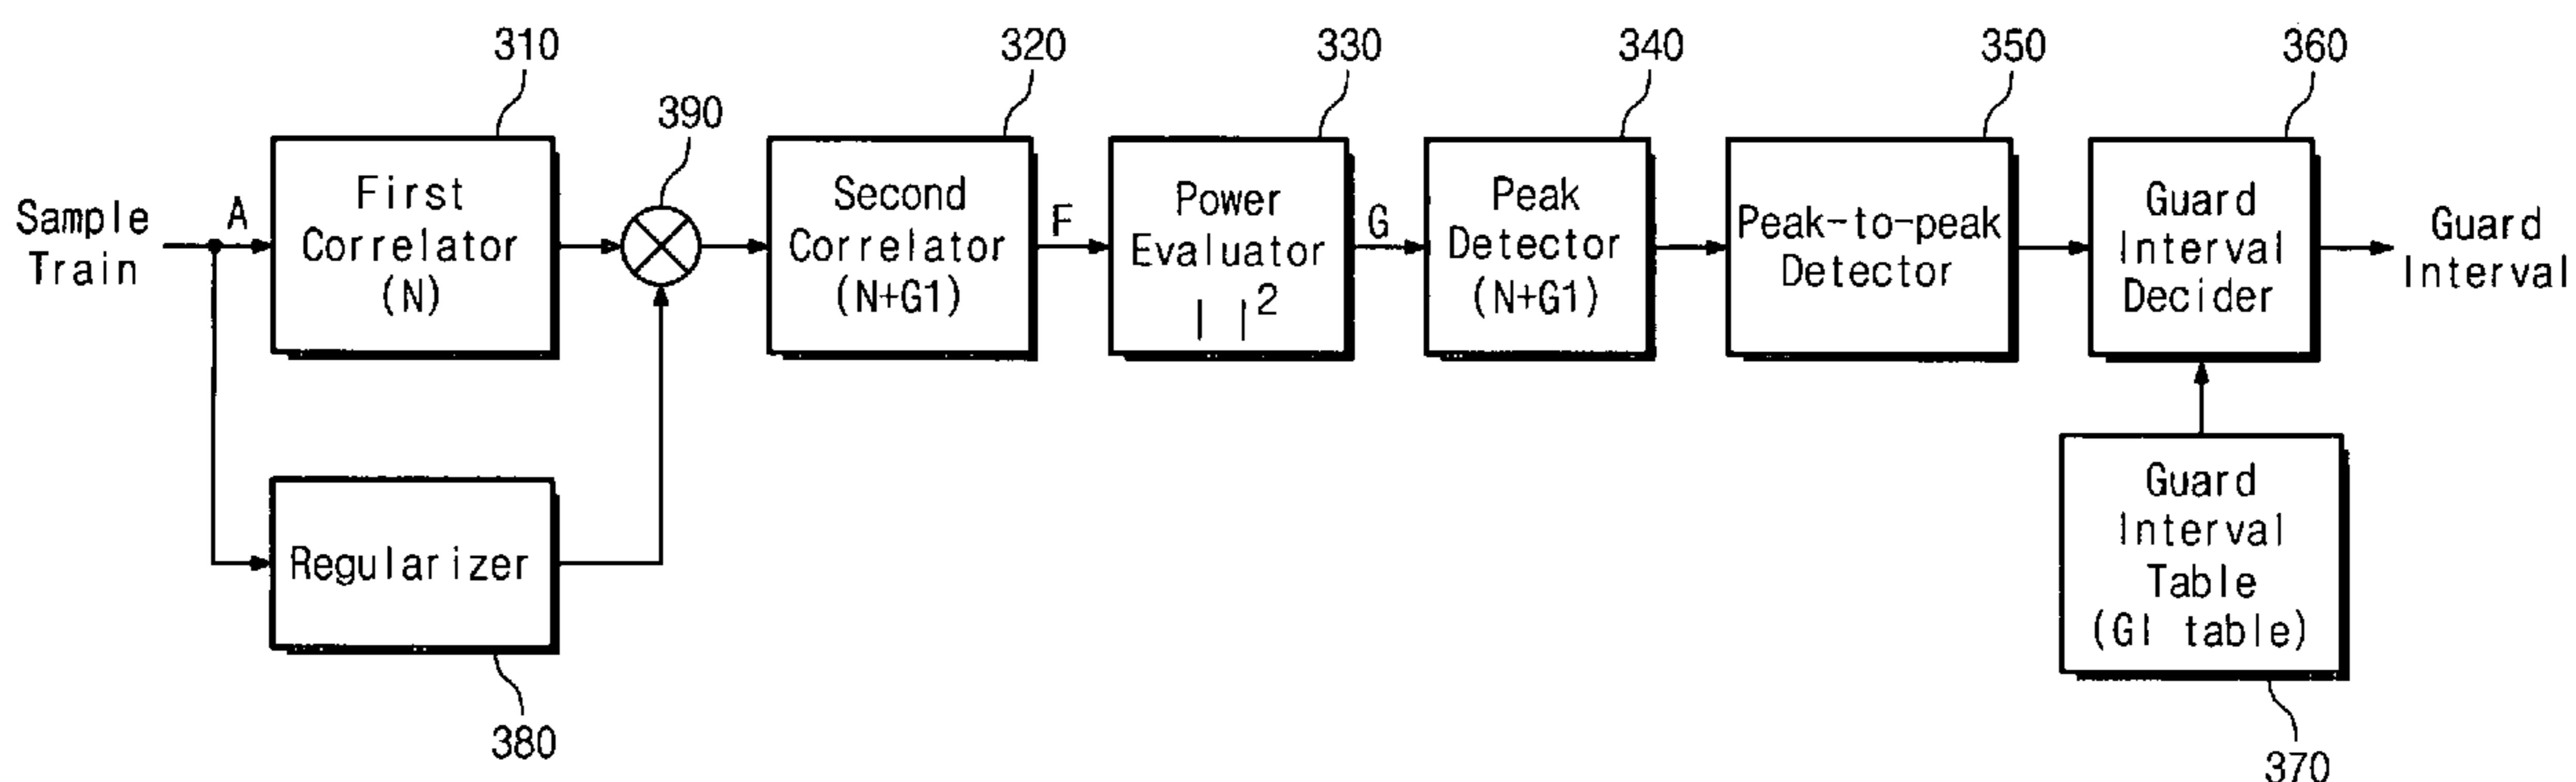 310
320
330
340
350
360
390
Sample
Train
A
First
Correlator
(N)
Second
Correlator
(N+G1)
F
Power
Evaluator
| |2
G
Peak
Detector
(N+G1)
Peak-to-peak
Detector
Guard
Interval
Decider
Guard
Interval
Regularizer
380
Guard
Interval
Table
(GI table)
370